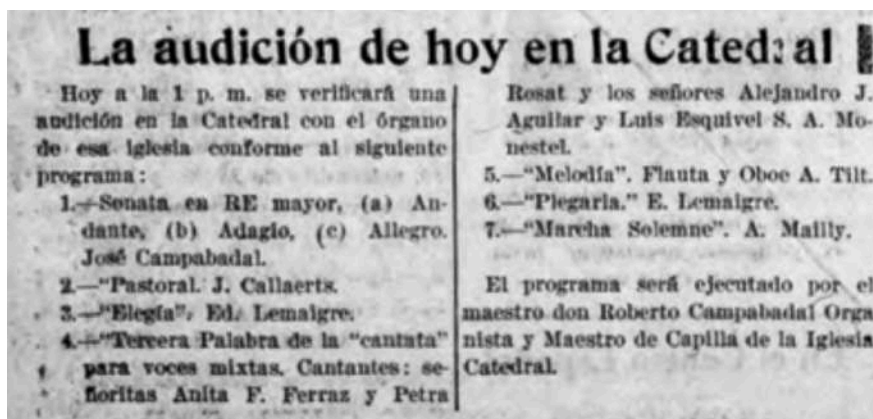 La audición de hoy en la Catedral
Hoy a la 1 p. m. se verificará una
audición en la Catedral con el órgano
de esa iglesia conforme al siguiente
programa:
1.—Sonata en RE mayor, (a) An-
dante, (b) Adagio, (c) Allegro.
José Campabadal.
2.—"Pastoral. J. Callaerts.
3.—"Elegía", Ed. Lemaigre.
4.—"Tercera Palabra de la "cantata"
para voces mixtas. Cantantes: se-
ñoritas Anita F. Ferraz y Petra
Rosat y los señores Alejandro J.
Aguilar y Luis Esquivel S. A. Mo-
nestel.
5.—"Melodía". Flauta y Oboe A. Tilt.
6.—"Plegaria." E. Lemaigre.
7.—"Marcha Solemne". A. Mailly.
El programa será ejecutado por el
maestro don Roberto Campabadal Orga
nista y Maestro de Capilla de la Iglesia
Catedral.